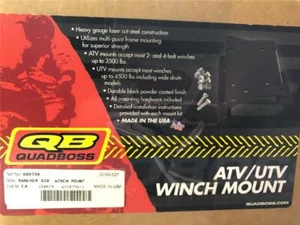 • Heavy gauge laser cut steel construction
• Utilizes multi-point frame mounting
for superior strength
• ATV mounts accept most 2- and 4-bolt winches
up to 3500 lbs
• UTV mounts accept most winches
up to 4500 lbs including wide drum
models
• Durable black powder coated finish
• All mounting hardware included
• Detailed installation instructions
provided with each mount kit
• MADE IN THE USA
QB
QUADBOSS
ATV/UTV
WINCH MOUNT
RANCHER 420 WINCH MOUNT
MADE IN USA
QUADBOSS.COM